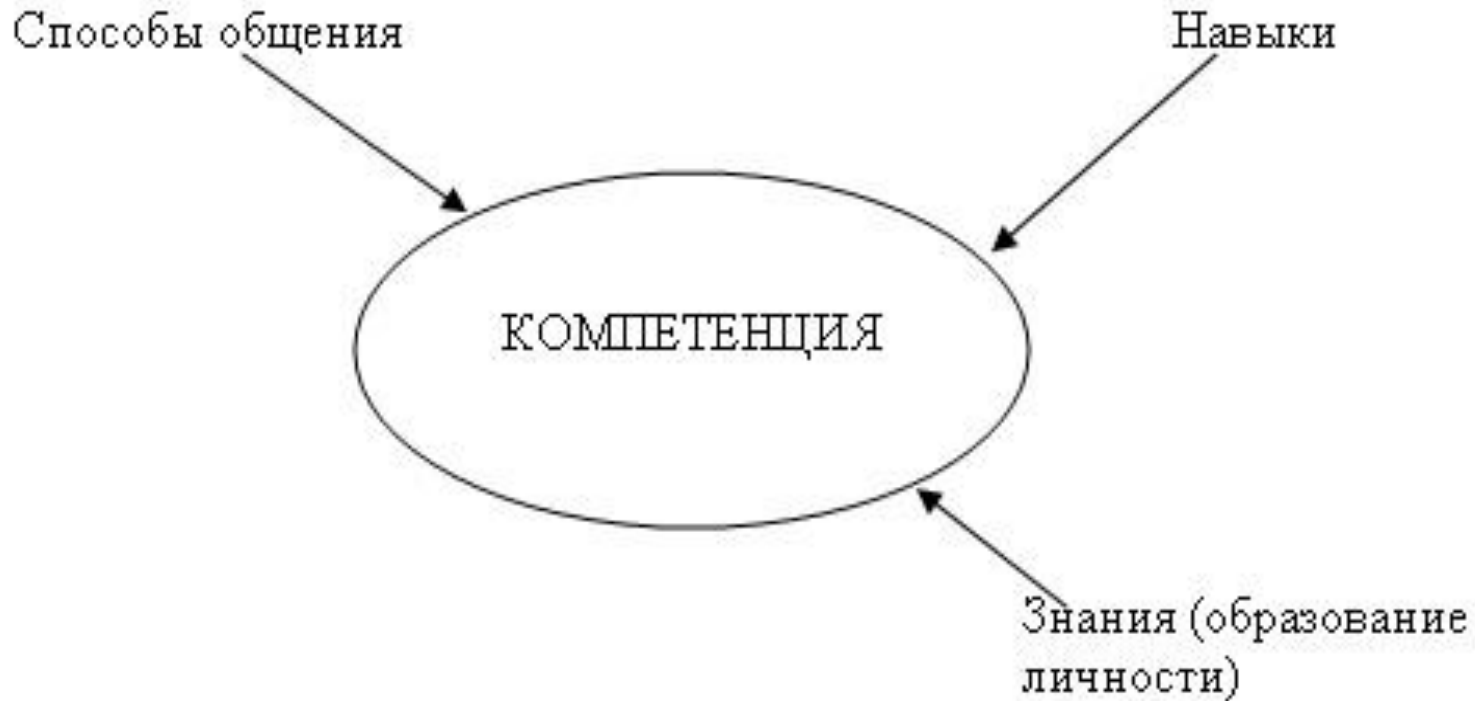 Способы общения
Навыки
КОМПЕТЕНЦИЯ
Знания (образование
личности)